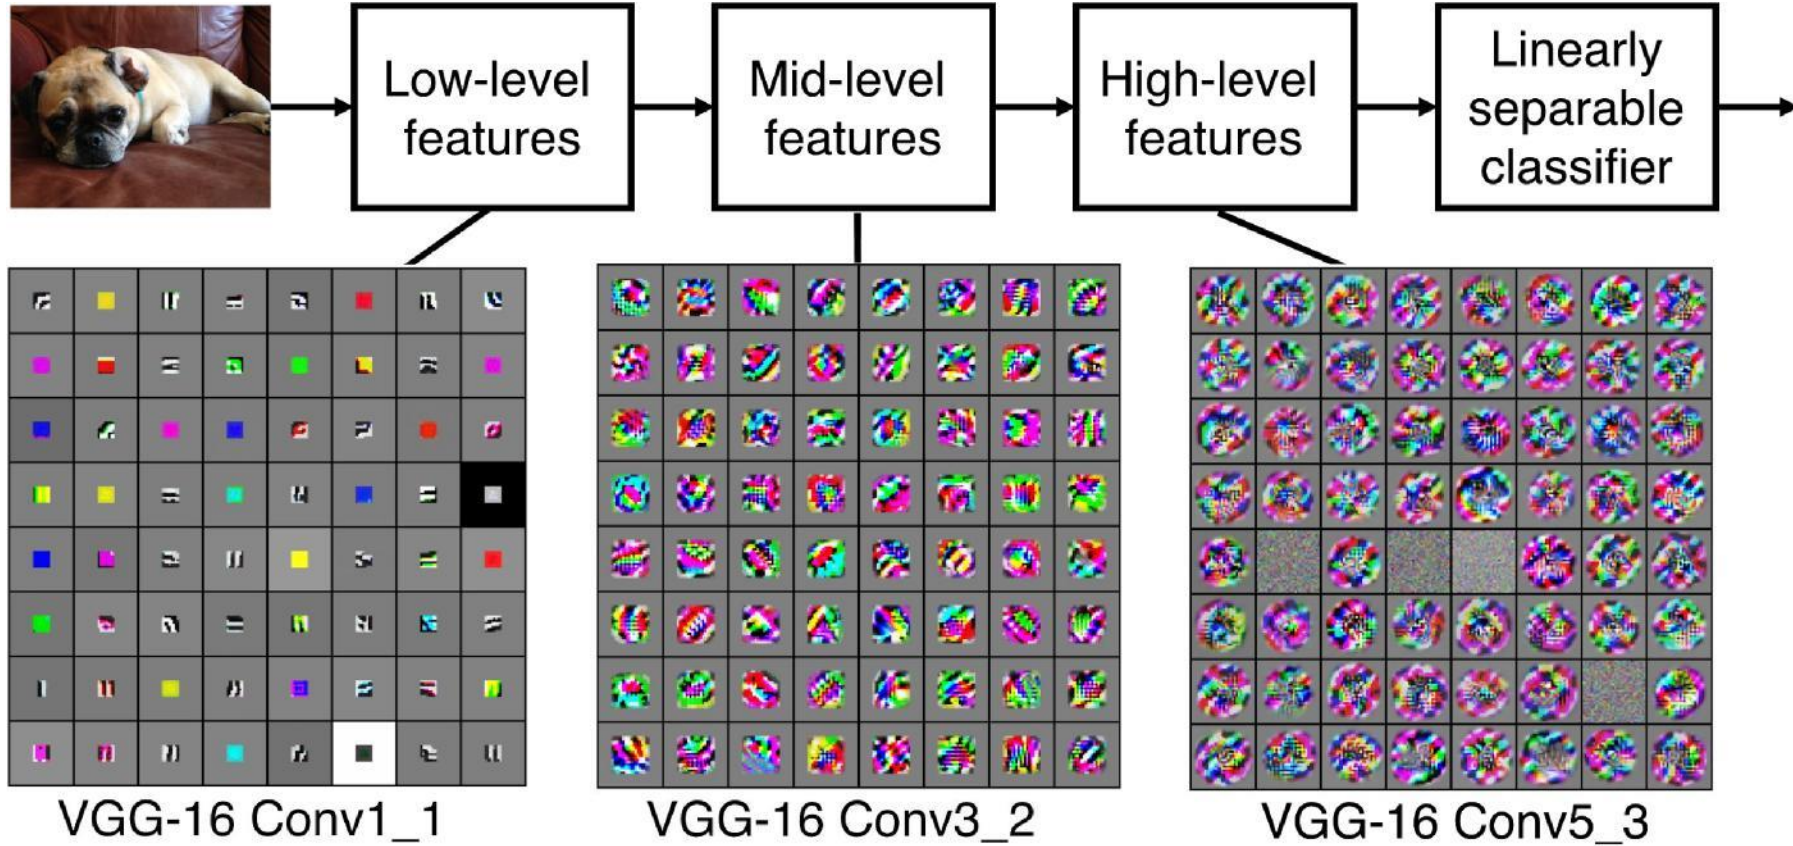 Low-level
features
Mid-level
features
High-level
features
Linearly
separable
classifier
VGG-16 Conv1_1
VGG-16 Conv3_2
VGG-16 Conv5_3